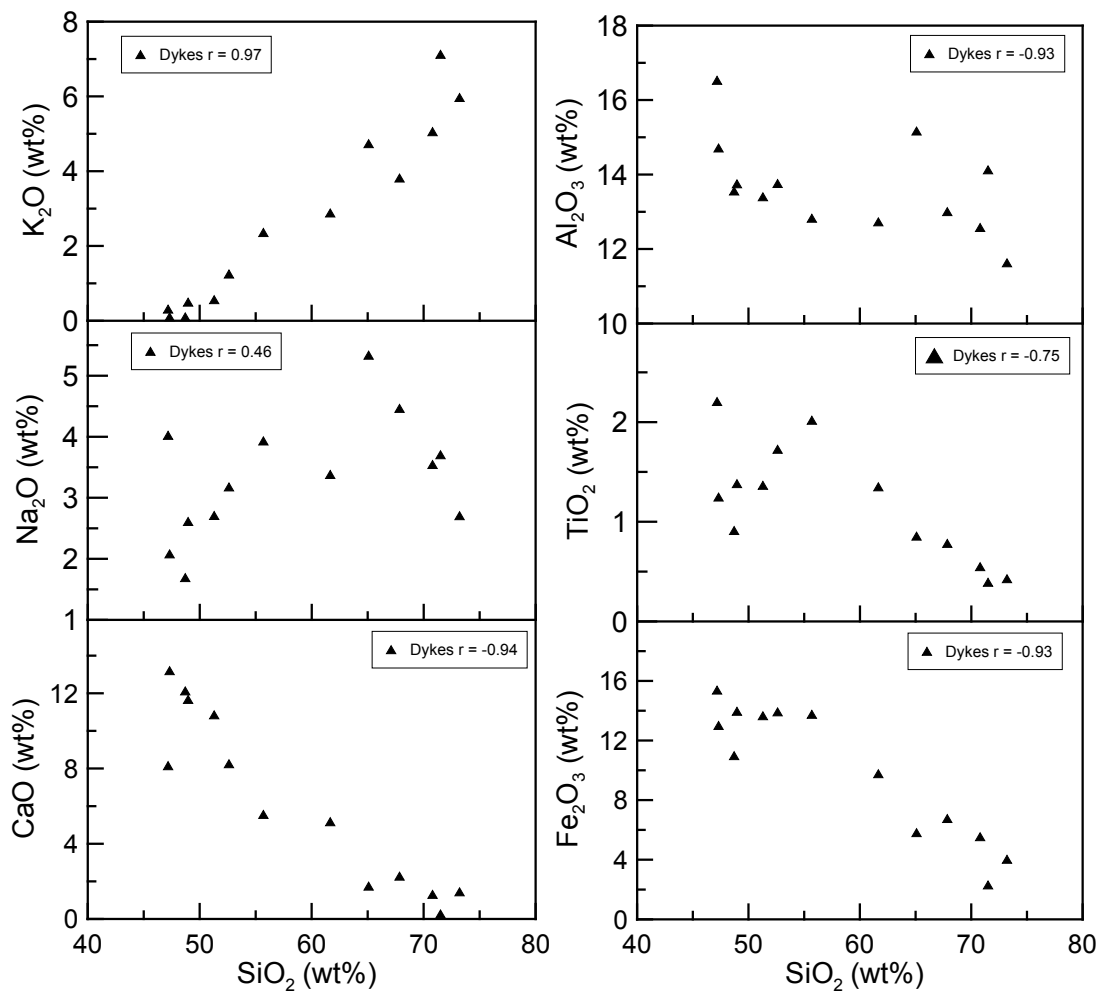 8
6
4
2
0
K₂O (wt%)
Dykes r = 0.97
18
16
14
12
10
Al₂O₃ (wt%)
Dykes r = -0.93
5
4
3
2
1
Na₂O (wt%)
Dykes r = 0.46
2
1
0
TiO₂ (wt%)
Dykes r = -0.75
12
8
4
0
CaO (wt%)
Dykes r = -0.94
16
12
8
4
0
Fe₂O₃ (wt%)
Dykes r = -0.93
40 50 60 70 80
SiO₂ (wt%)
40 50 60 70 80
SiO₂ (wt%)